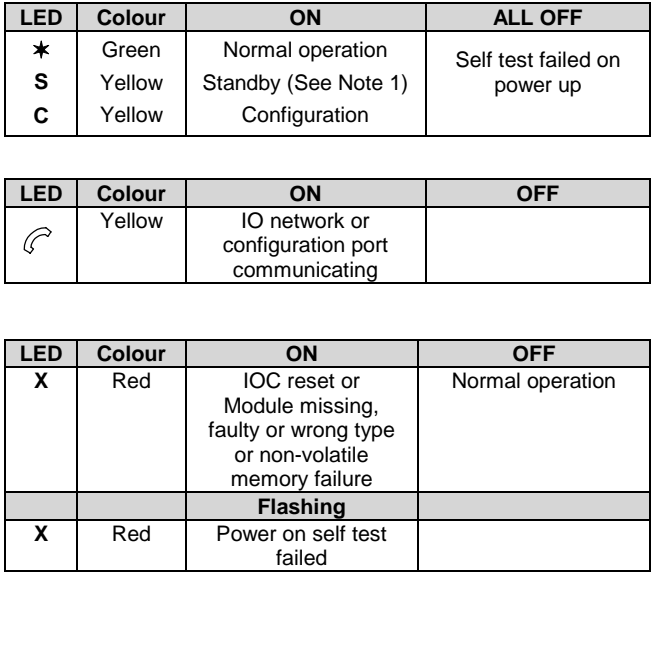 LED Colour ON ALL OFF
✶ Green Normal operation Self test failed on
S Yellow Standby (See Note 1) power up
C Yellow Configuration
LED Colour ON OFF
Yellow IO network or
configuration port
communicating
LED Colour ON OFF
X Red IOC reset or Normal operation
Module missing,
faulty or wrong type
or non-volatile
memory failure
Flashing
X Red Power on self test
failed